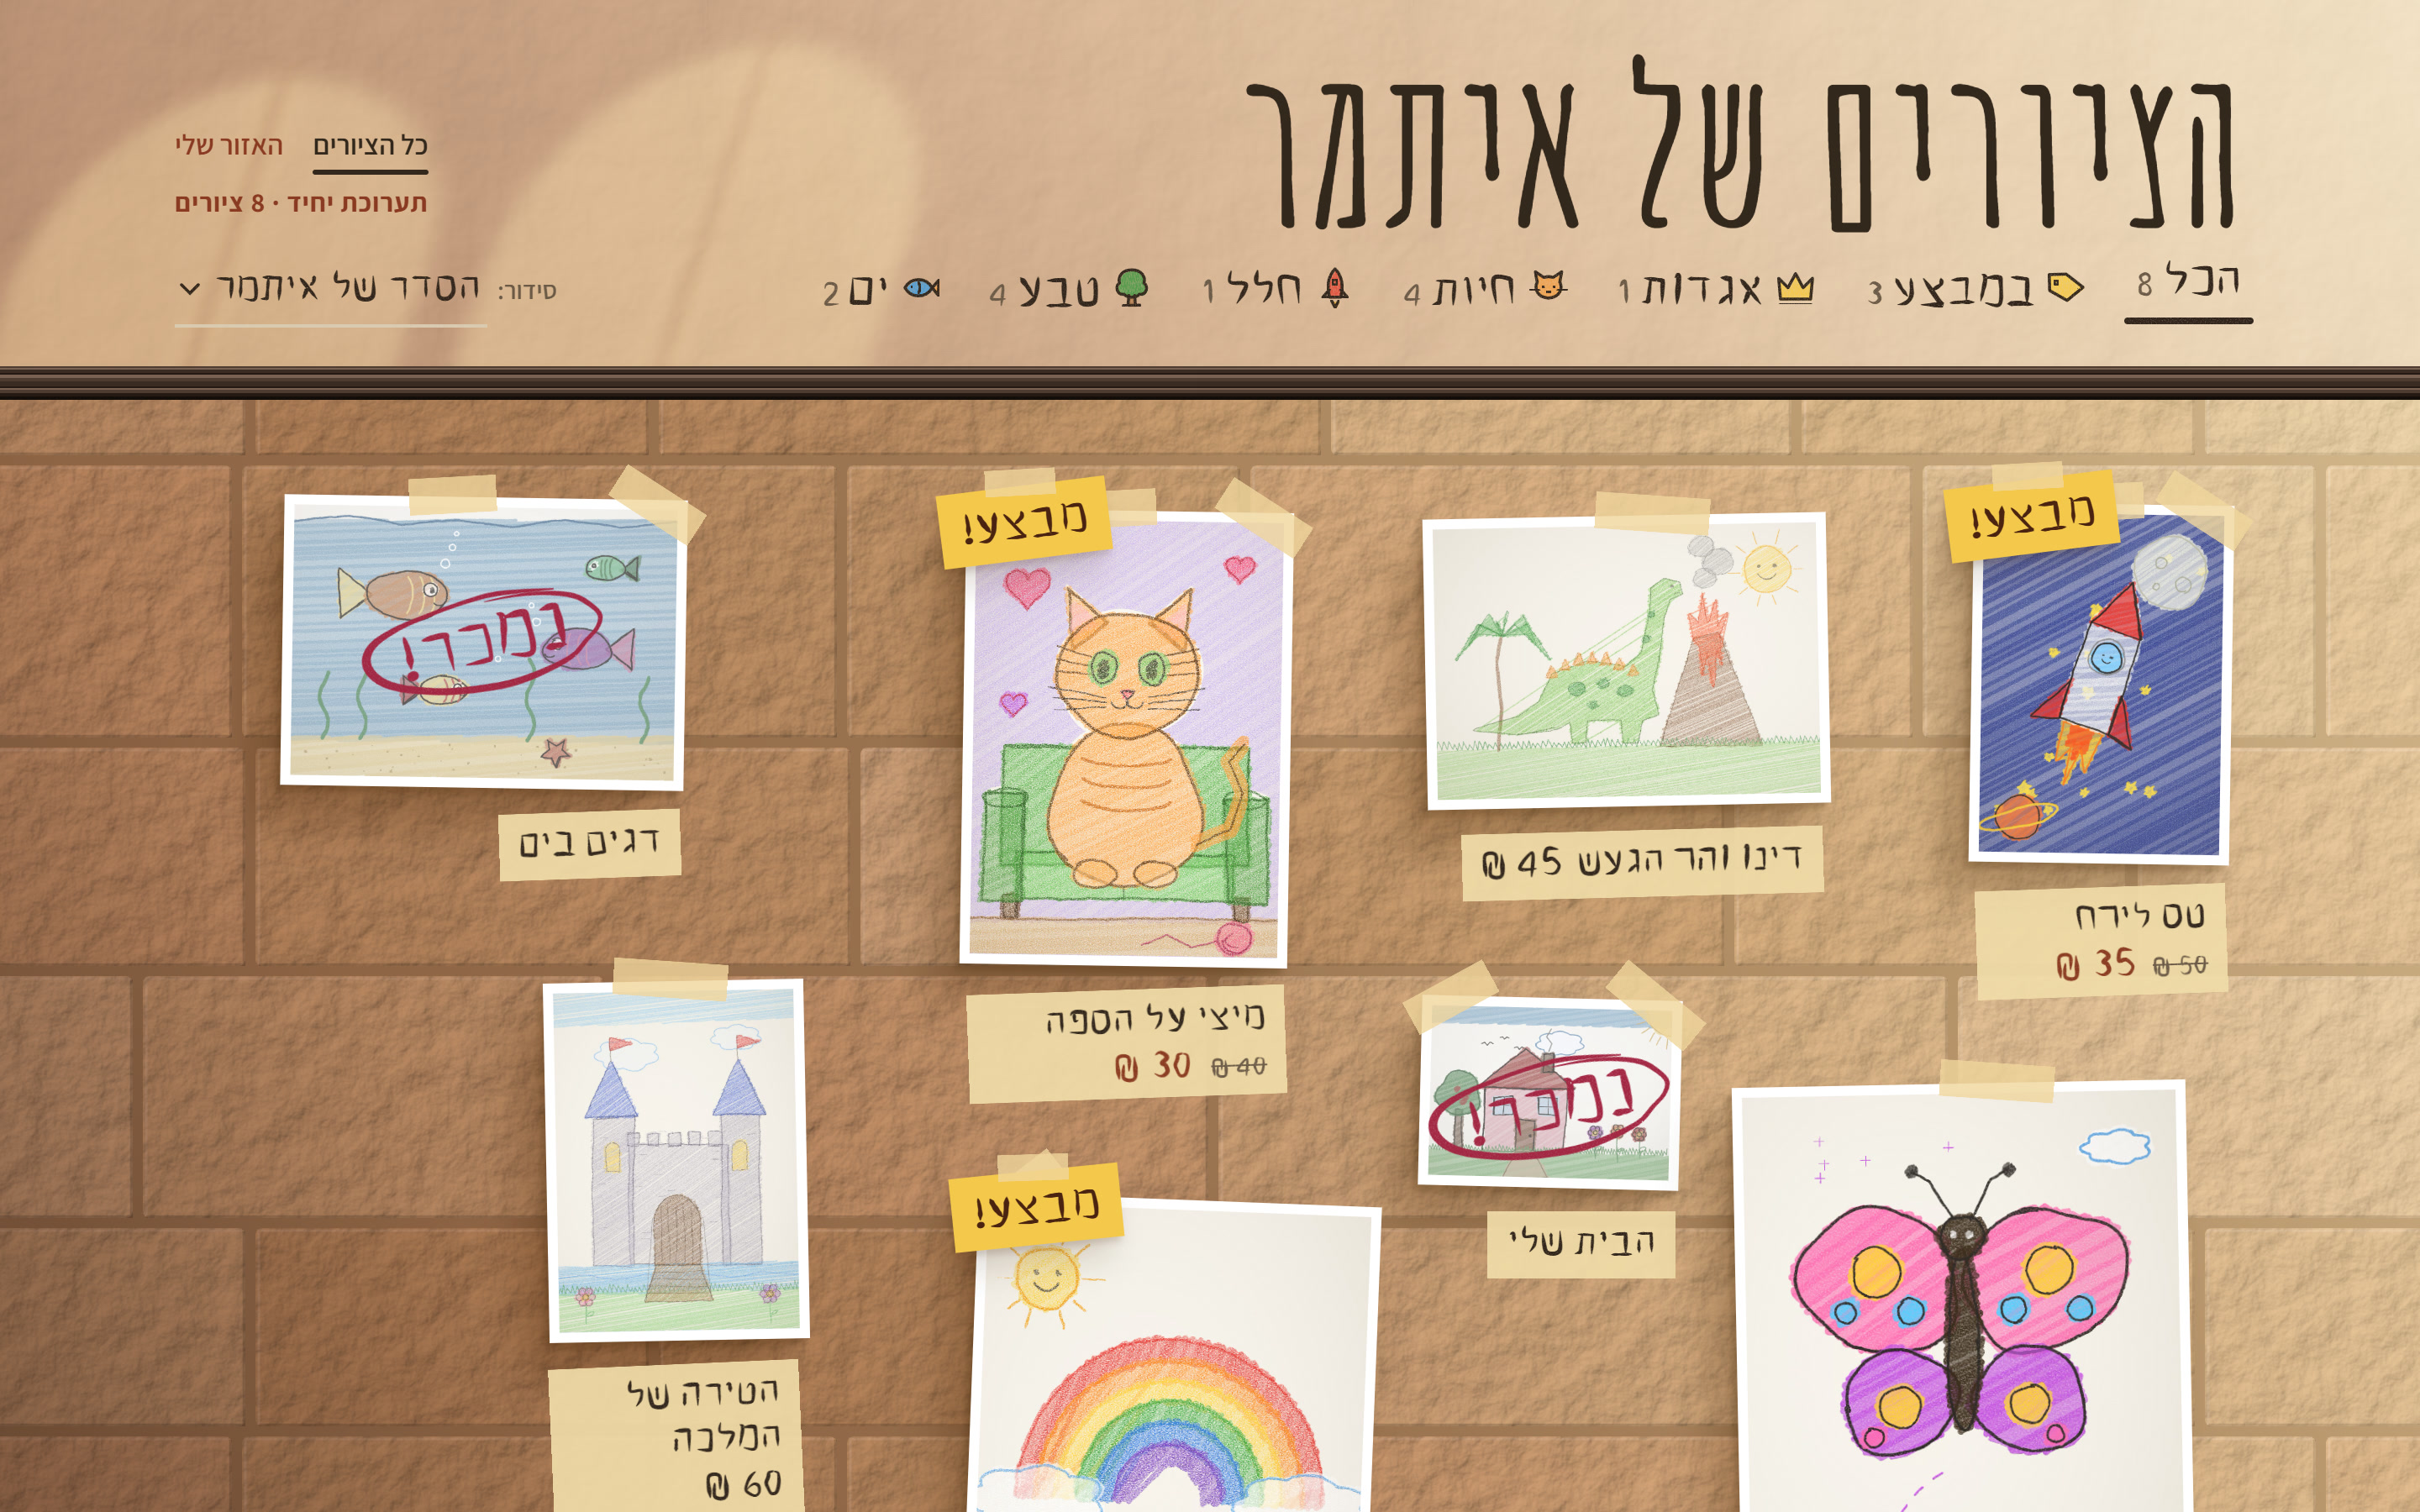 הציורים של איתמר
כל הציורים האזור שלי
תערוכת יחיד · 8 ציורים
הכל 8 במבצע 3 אגדות 1 חיות 4 חלל 1 טבע 4 ים 2
סידור: הסדר של איתמר
מבצע!
טס לירח
50 ₪ 35 ₪
דינו והר הגעש 45 ₪
מבצע!
מיצי על הספה
40 ₪ 30 ₪
נמכר!
דגים בים
נמכר!
הבית שלי
מבצע!
הטירה של
המלכה
60 ₪